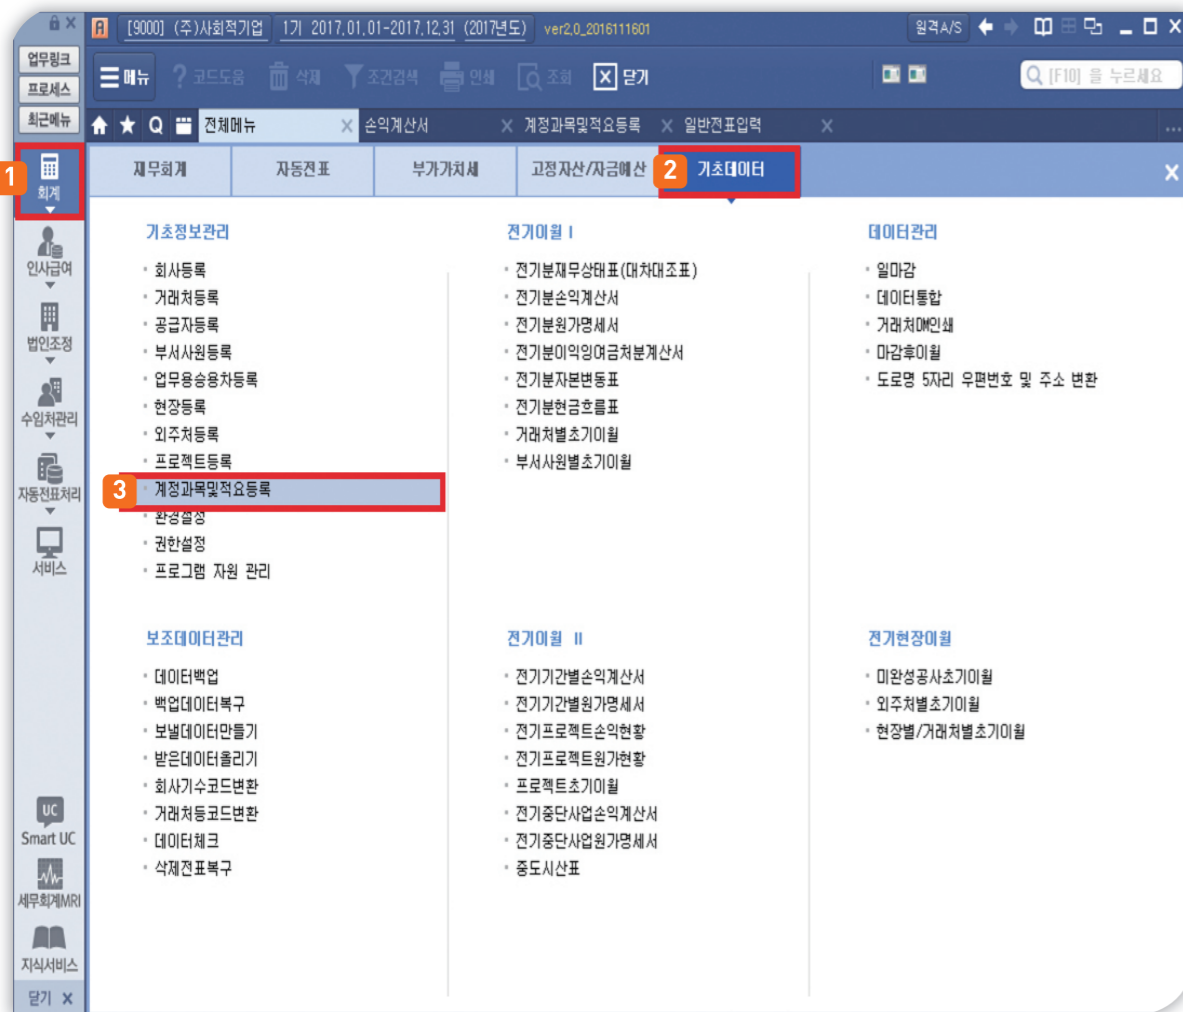 [9000] (주)사회적기업 1기 2017.01.01-2017.12.31 (2017년도) ver2.0_2016111601 원격A/S
업무링크
프로세스
최근메뉴
메뉴 ? 코드도움 삭제 조건검색 인쇄 조회 X 닫기 [F10] 을 누르세요
Q 전체메뉴 X 손익계산서 X 계정과목및적요등록 X 일반전표입력 X ...
1 회계
재무회계 자동전표 부가가치세 고정자산/자금예산 2 기초데이터 X
인사급여
법인조정
수임처관리
자동전표처리
서비스
UC
Smart UC
세무회계MRI
지식서비스
닫기 X
기초정보관리
· 회사등록
· 거래처등록
· 공급자등록
· 부서사원등록
· 업무용승용차등록
· 현장등록
· 외주처등록
· 프로젝트등록
3 · 계정과목및적요등록
· 환경설정
· 권한설정
· 프로그램 자원 관리
전기이월 I
· 전기분재무상태표(대차대조표)
· 전기분손익계산서
· 전기분원가명세서
· 전기분이익잉여금처분계산서
· 전기분자본변동표
· 전기분현금흐름표
· 거래처별초기이월
· 부서사원별초기이월
데이터관리
· 일마감
· 데이터통합
· 거래처DM인쇄
· 마감후이월
· 도로명 5자리 우편번호 및 주소 변환
보조데이터관리
· 데이터백업
· 백업데이터복구
· 보낼데이터만들기
· 받은데이터올리기
· 회사기수코드변환
· 거래처등코드변환
· 데이터체크
· 삭제전표복구
전기이월 II
· 전기기간별손익계산서
· 전기기간별원가명세서
· 전기프로젝트손익현황
· 전기프로젝트원가현황
· 프로젝트초기이월
· 전기중단사업손익계산서
· 전기중단사업원가명세서
· 중도시산표
전기현장이월
· 미완성공사초기이월
· 외주처별초기이월
· 현장별/거래처별초기이월